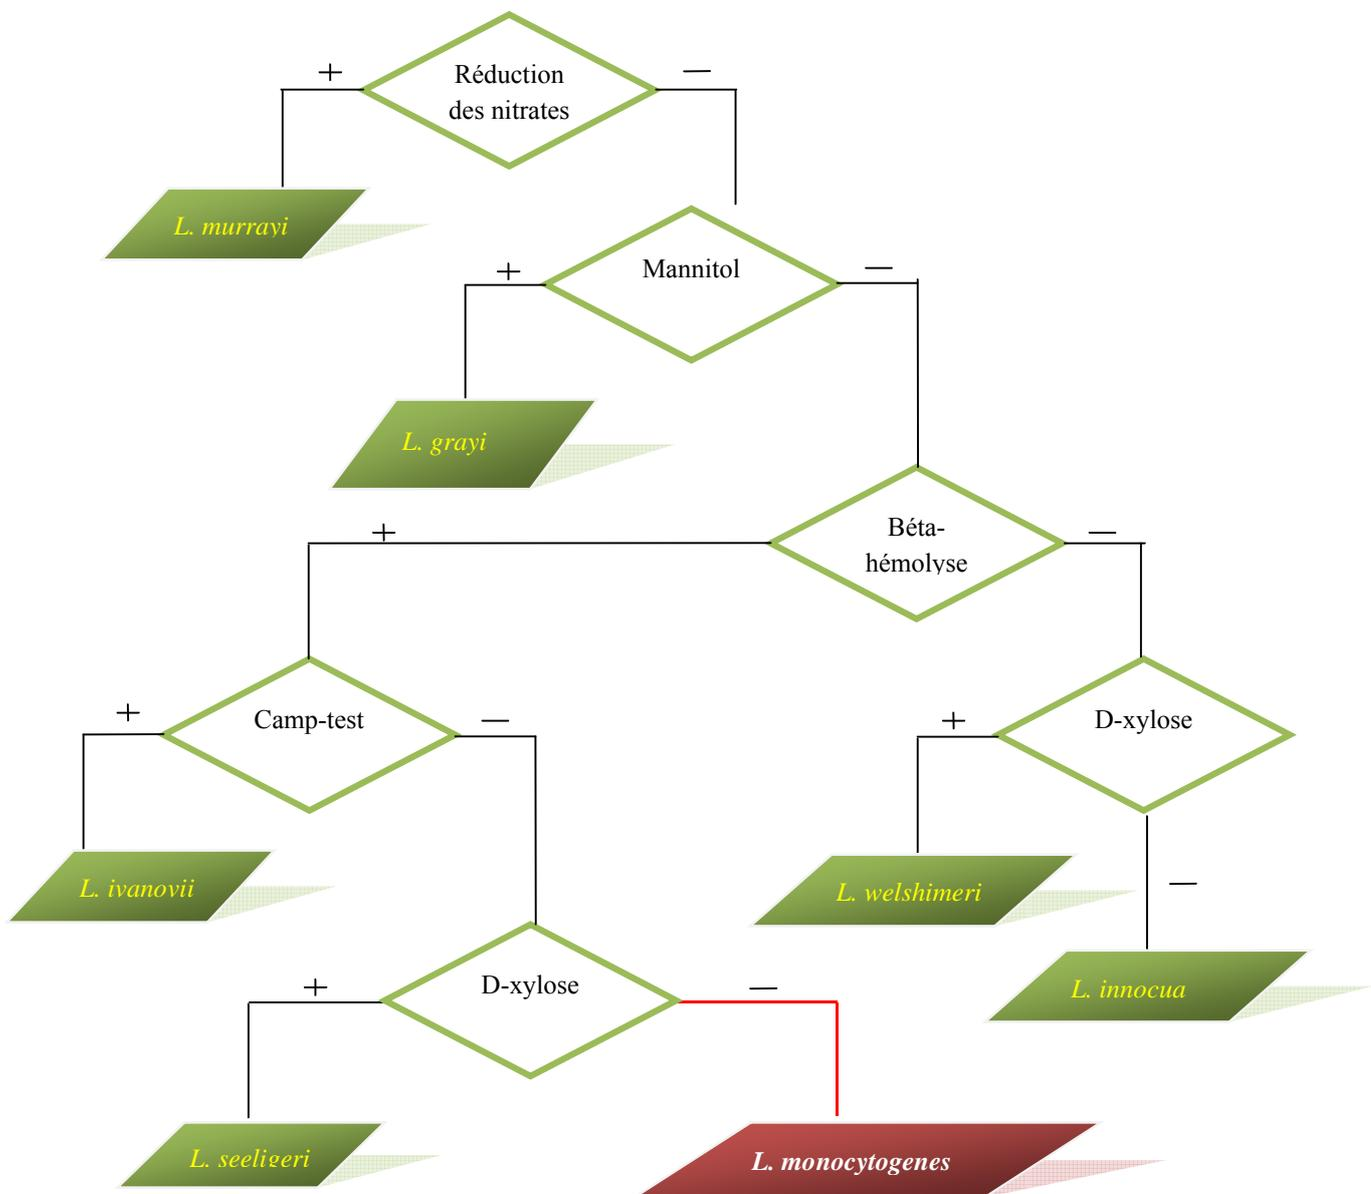 +
Réduction
des nitrates
—
L. murrayi
+
Mannitol
—
L. grayi
+
Béta-
hémolyse
—
+
Camp-test
—
+
D-xylose
L. ivanovii
L. welshimeri
—
+
D-xylose
—
L. innocua
L. seeligeri
L. monocytogenes